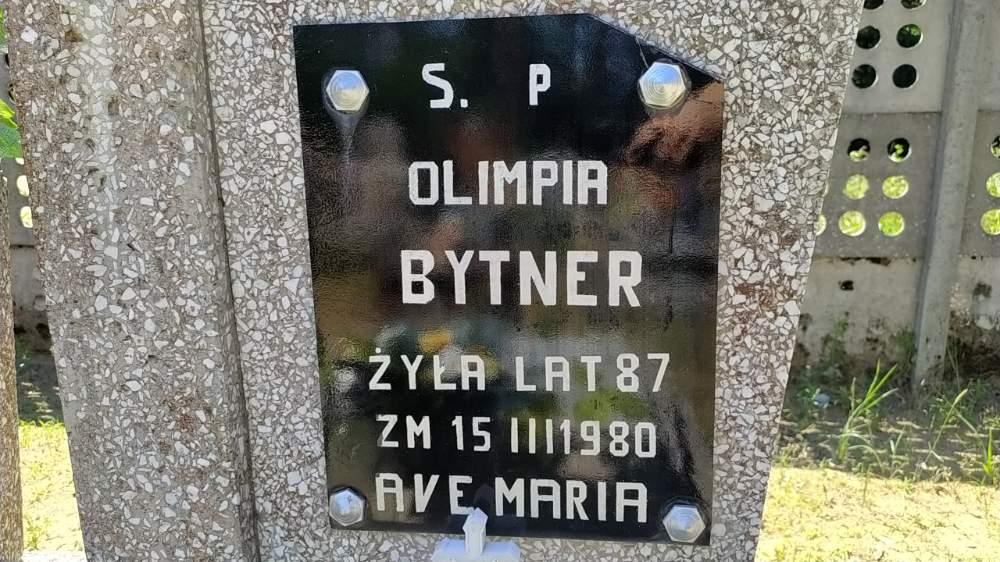 S. P
OLIMPIA
BYTNER
ŻYŁA LAT 87
ZM 15 III 1980
AVE MARIA